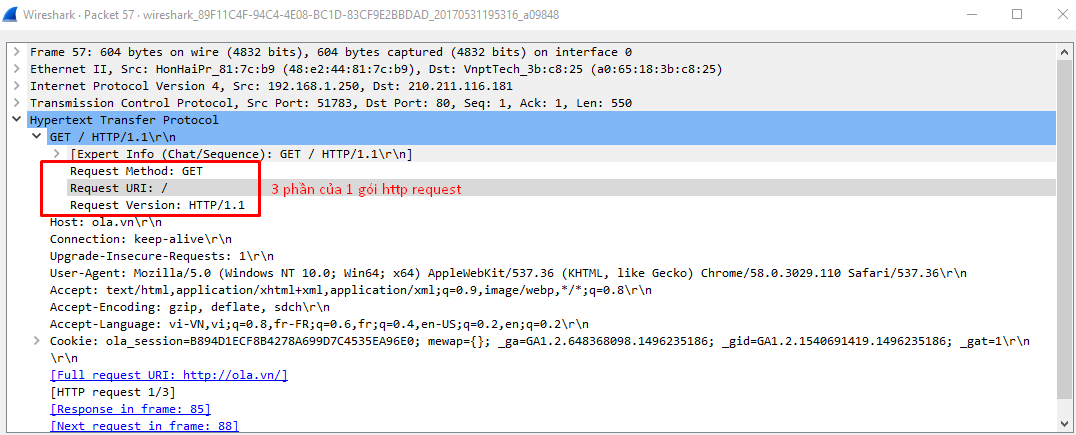 Wireshark · Packet 57 · wireshark_89F11C4F-94C4-4E08-BC1D-83CF9E2BBDAD_20170531195316_a09848
Frame 57: 604 bytes on wire (4832 bits), 604 bytes captured (4832 bits) on interface 0
Ethernet II, Src: HonHaiPr_81:7c:b9 (48:e2:44:81:7c:b9), Dst: VnptTech_3b:c8:25 (a0:65:18:3b:c8:25)
Internet Protocol Version 4, Src: 192.168.1.250, Dst: 210.211.116.181
Transmission Control Protocol, Src Port: 51783, Dst Port: 80, Seq: 1, Ack: 1, Len: 550
Hypertext Transfer Protocol
GET / HTTP/1.1\r\n
[Expert Info (Chat/Sequence): GET / HTTP/1.1\r\n]
Request Method: GET
Request URI: / 3 phần của 1 gói http request
Request Version: HTTP/1.1
Host: ola.vn\r\n
Connection: keep-alive\r\n
Upgrade-Insecure-Requests: 1\r\n
User-Agent: Mozilla/5.0 (Windows NT 10.0; Win64; x64) AppleWebKit/537.36 (KHTML, like Gecko) Chrome/58.0.3029.110 Safari/537.36\r\n
Accept: text/html,application/xhtml+xml,application/xml;q=0.9,image/webp,*/*;q=0.8\r\n
Accept-Encoding: gzip, deflate, sdch\r\n
Accept-Language: vi-VN,vi;q=0.8,fr-FR;q=0.6,fr;q=0.4,en-US;q=0.2,en;q=0.2\r\n
Cookie: ola_session=B894D1ECF8B4278A699D7C4535EA96E0; mewap={}; _ga=GA1.2.648368098.1496235186; _gid=GA1.2.1540691419.1496235186; _gat=1\r\n
\r\n
[Full request URI: http://ola.vn/]
[HTTP request 1/3]
[Response in frame: 85]
[Next request in frame: 88]